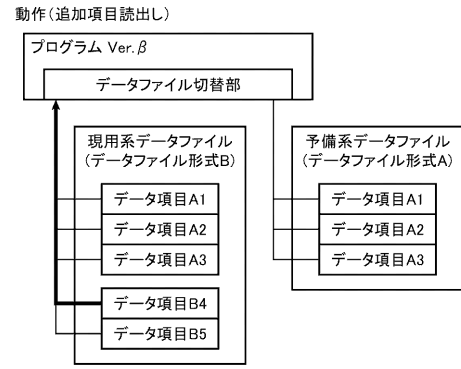 動作（追加項目読出し）
プログラム Ver.β
データファイル切替部
現用系データファイル
（データファイル形式B）
データ項目A1
データ項目A2
データ項目A3
データ項目B4
データ項目B5
予備系データファイル
（データファイル形式A）
データ項目A1
データ項目A2
データ項目A3